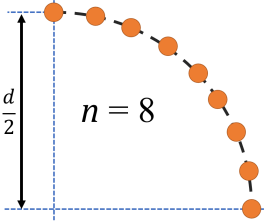 d/2
n = 8